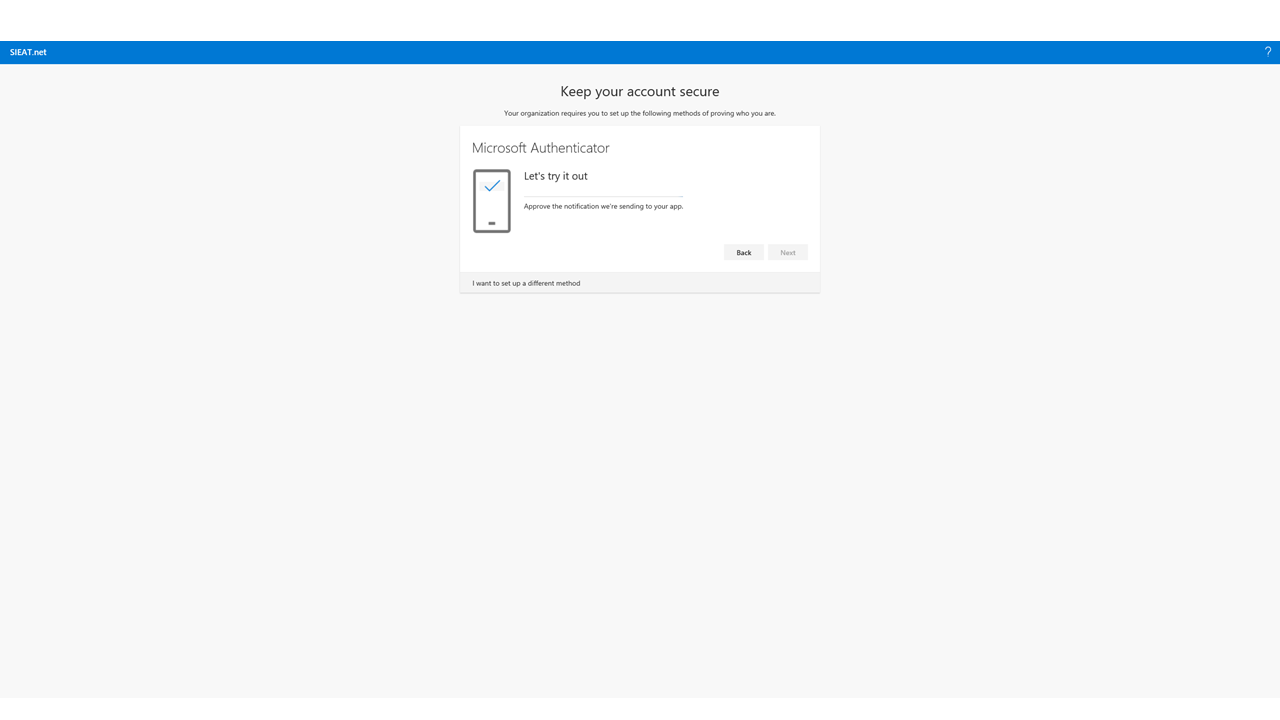 SIEAT.net
?
Keep your account secure
Your organization requires you to set up the following methods of proving who you are.
Microsoft Authenticator
Let's try it out
Approve the notification we're sending to your app.
Back
Next
I want to set up a different method